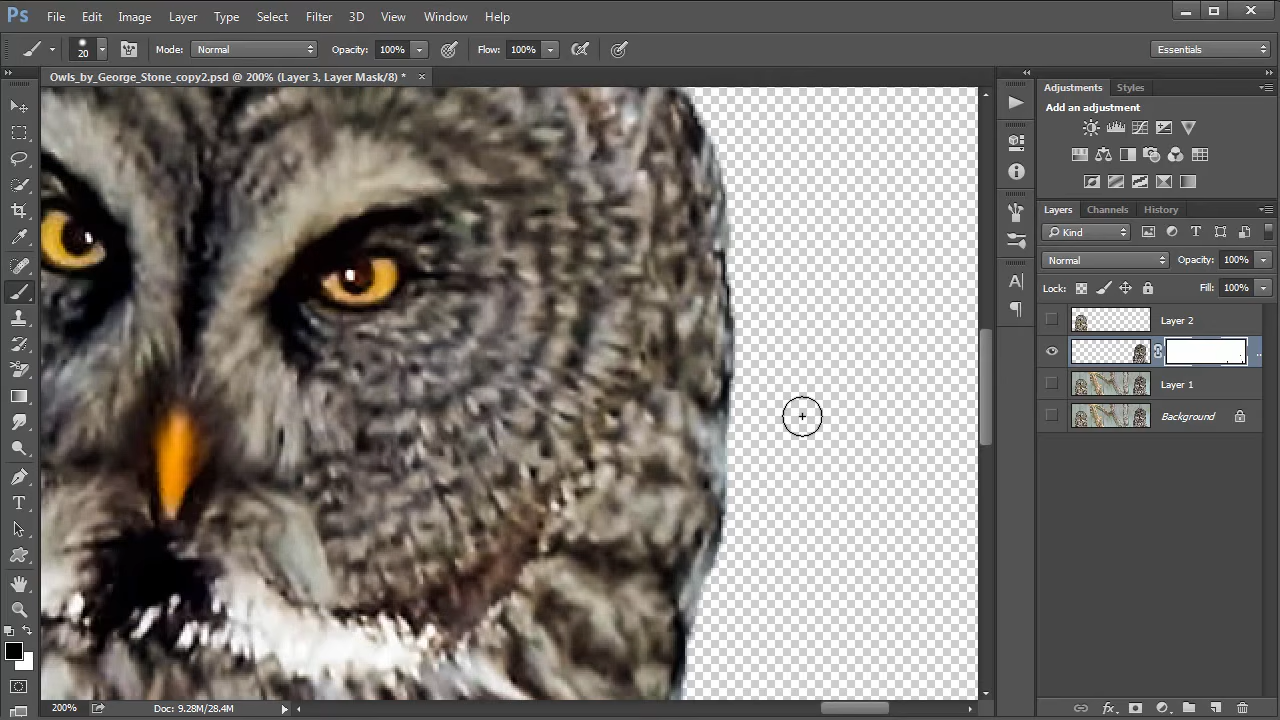 Ps File Edit Image Layer Type Select Filter 3D View Window Help
20 Mode: Normal Opacity: 100% Flow: 100% Essentials
Owls_by_George_Stone_copy2.psd @ 200% (Layer 3, Layer Mask/8) *
Adjustments Styles
Add an adjustment
Layers Channels History
Kind
Normal Opacity: 100%
Lock: Fill: 100%
Layer 2
Layer 1
Background
200% Doc: 9.28M/28.4M